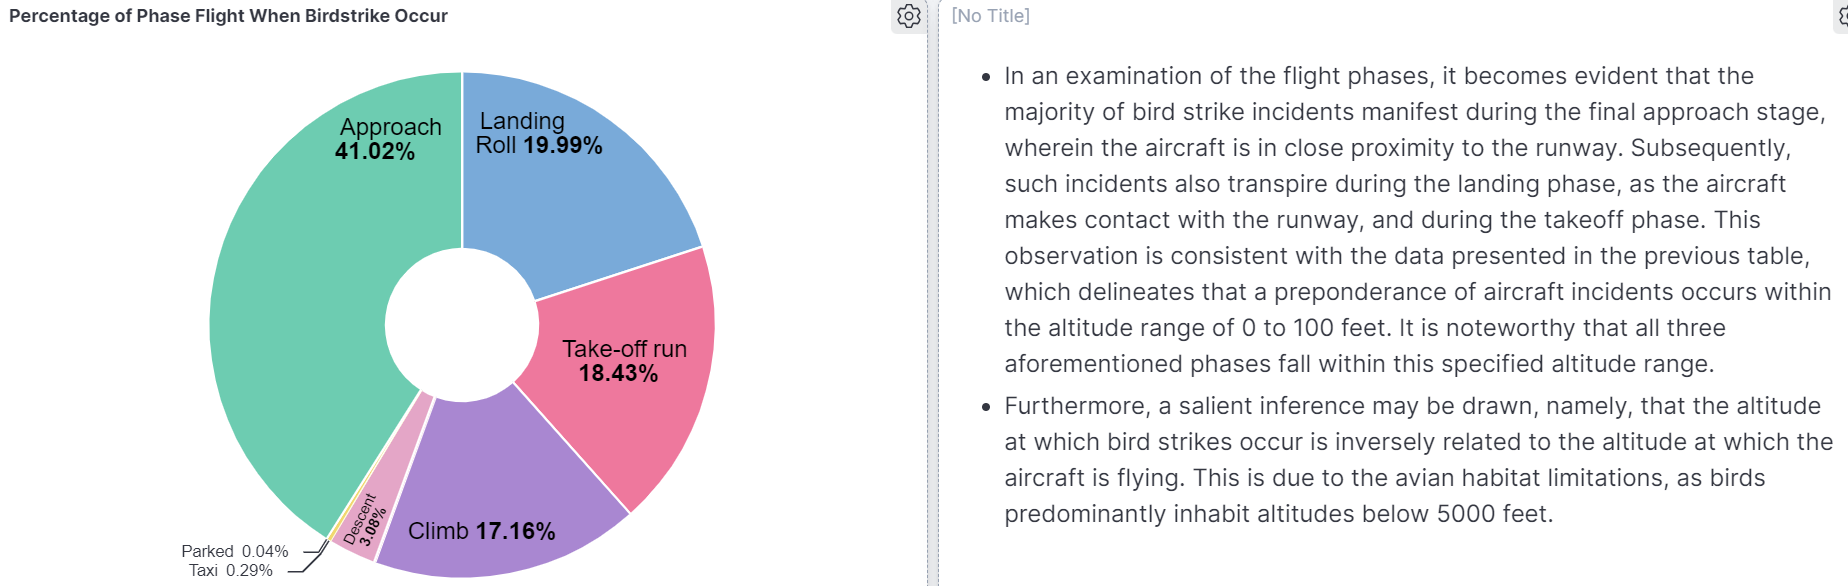 Percentage of Phase Flight When Birdstrike Occur
Approach
41.02%
Landing
Roll 19.99%
Take-off run
18.43%
Climb 17.16%
Descent
3.08%
Parked 0.04%
Taxi 0.29%
[No Title]
• In an examination of the flight phases, it becomes evident that the
majority of bird strike incidents manifest during the final approach stage,
wherein the aircraft is in close proximity to the runway. Subsequently,
such incidents also transpire during the landing phase, as the aircraft
makes contact with the runway, and during the takeoff phase. This
observation is consistent with the data presented in the previous table,
which delineates that a preponderance of aircraft incidents occurs within
the altitude range of 0 to 100 feet. It is noteworthy that all three
aforementioned phases fall within this specified altitude range.
• Furthermore, a salient inference may be drawn, namely, that the altitude
at which bird strikes occur is inversely related to the altitude at which the
aircraft is flying. This is due to the avian habitat limitations, as birds
predominantly inhabit altitudes below 5000 feet.